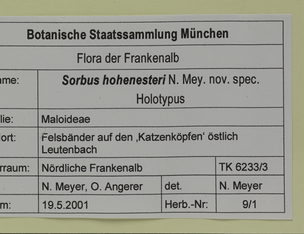 Botanische Staatssammlung München
Flora der Frankenalb
ame: Sorbus hohenesteri N. Mey. nov. spec.
Holotypus
lie: Maloideae
ort: Felsbänder auf den ‚Katzenköpfen‘ östlich
Leutenbach
rraum: Nördliche Frankenalb TK 6233/3
N. Meyer, O. Angerer det. N. Meyer
m: 19.5.2001 Herb.-Nr: 9/1